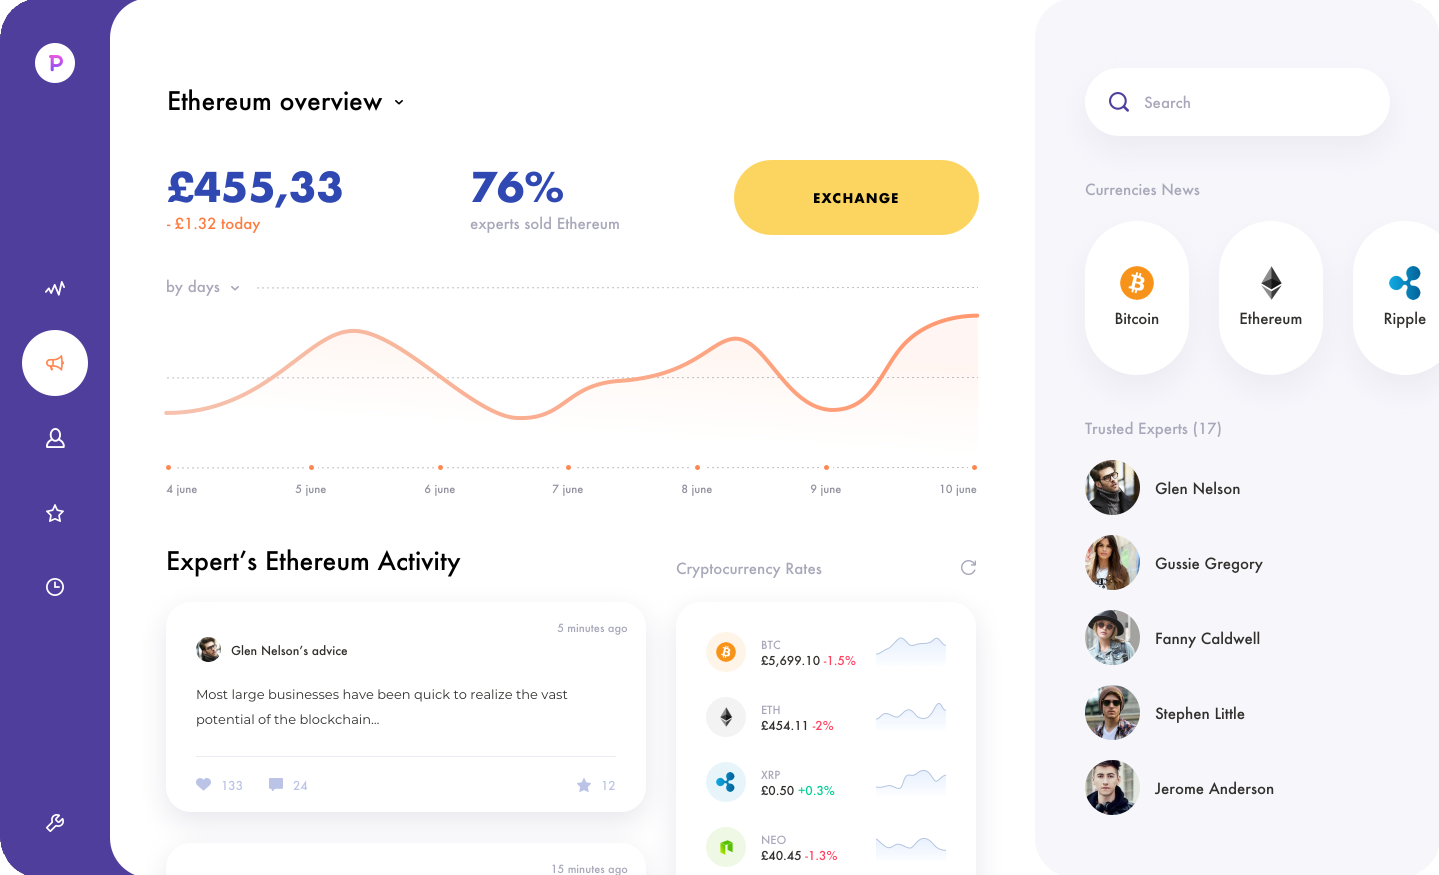 P
Ethereum overview
£455,33
- £1.32 today
76%
experts sold Ethereum
EXCHANGE
by days
4 june
5 june
6 june
7 june
8 june
9 june
10 june
Expert’s Ethereum Activity
5 minutes ago
Glen Nelson’s advice
Most large businesses have been quick to realize the vast
potential of the blockchain...
133
24
12
15 minutes ago
Cryptocurrency Rates
BTC
£5,699.10 -1.5%
ETH
£454.11 -2%
XRP
£0.50 +0.3%
NEO
£40.45 -1.3%
Search
Currencies News
Bitcoin
Ethereum
Ripple
Trusted Experts (17)
Glen Nelson
Gussie Gregory
Fanny Caldwell
Stephen Little
Jerome Anderson